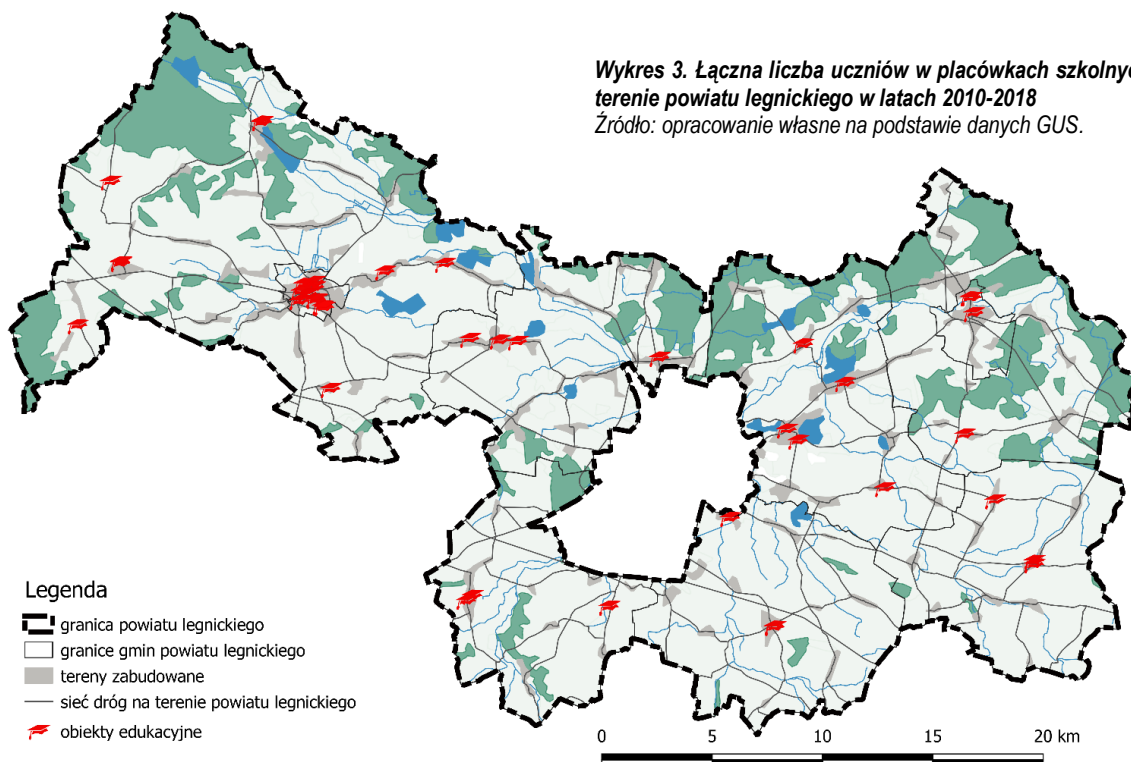 Wykres 3. Łączna liczba uczniów w placówkach szkolnyc
terenie powiatu legnickiego w latach 2010-2018
Źródło: opracowanie własne na podstawie danych GUS.
Legenda
granica powiatu legnickiego
granice gmin powiatu legnickiego
tereny zabudowane
sieć dróg na terenie powiatu legnickiego
obiekty edukacyjne
0 5 10 15 20 km